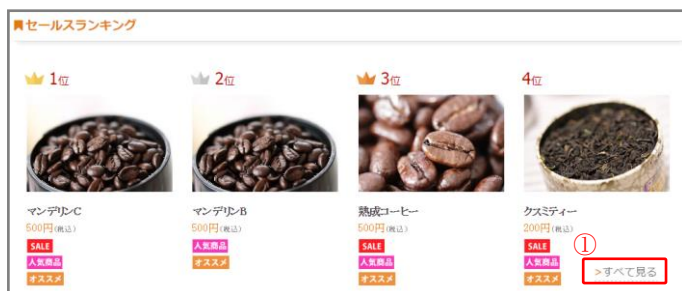 セールスランキング
1位
2位
3位
4位
マンデリンC
マンデリンB
熟成コーヒー
クスミティー
500円(税込)
500円(税込)
500円(税込)
200円(税込)
SALE
人気商品
オススメ
人気商品
オススメ
SALE
人気商品
オススメ
SALE
人気商品
オススメ
①
>すべて見る